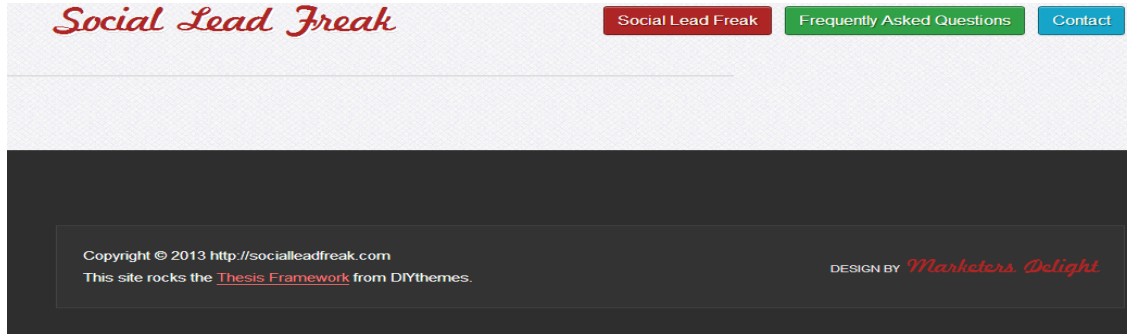 Social Lead Freak
Social Lead Freak Frequently Asked Questions Contact
Copyright © 2013 http://socialleadfreak.com
This site rocks the Thesis Framework from DIYthemes.
DESIGN BY Marketers Delight